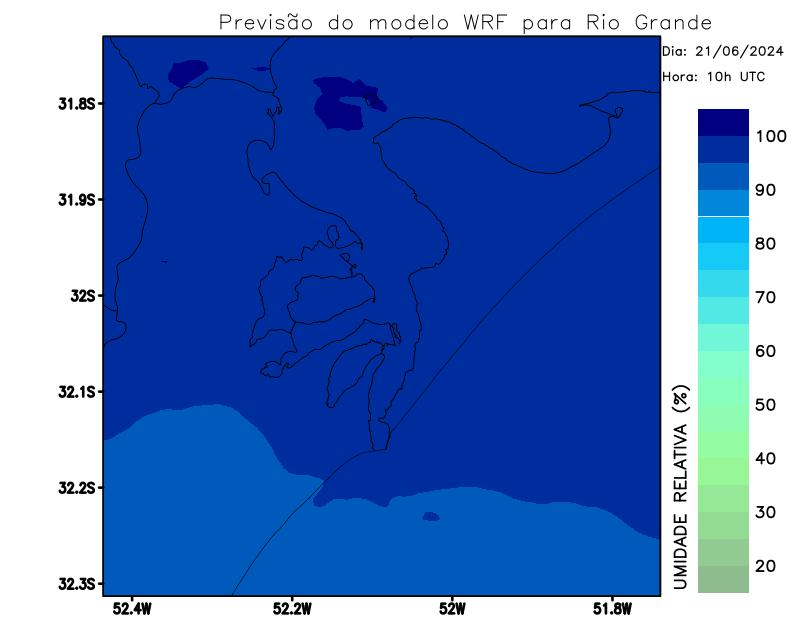 Previsão do modelo WRF para Rio Grande
Dia: 21/06/2024
Hora: 10h UTC
31.8S
31.9S
32S
32.1S
32.2S
32.3S
52.4W
52.2W
52W
51.8W
100
90
80
70
60
50
40
30
20
UMIDADE RELATIVA (%)